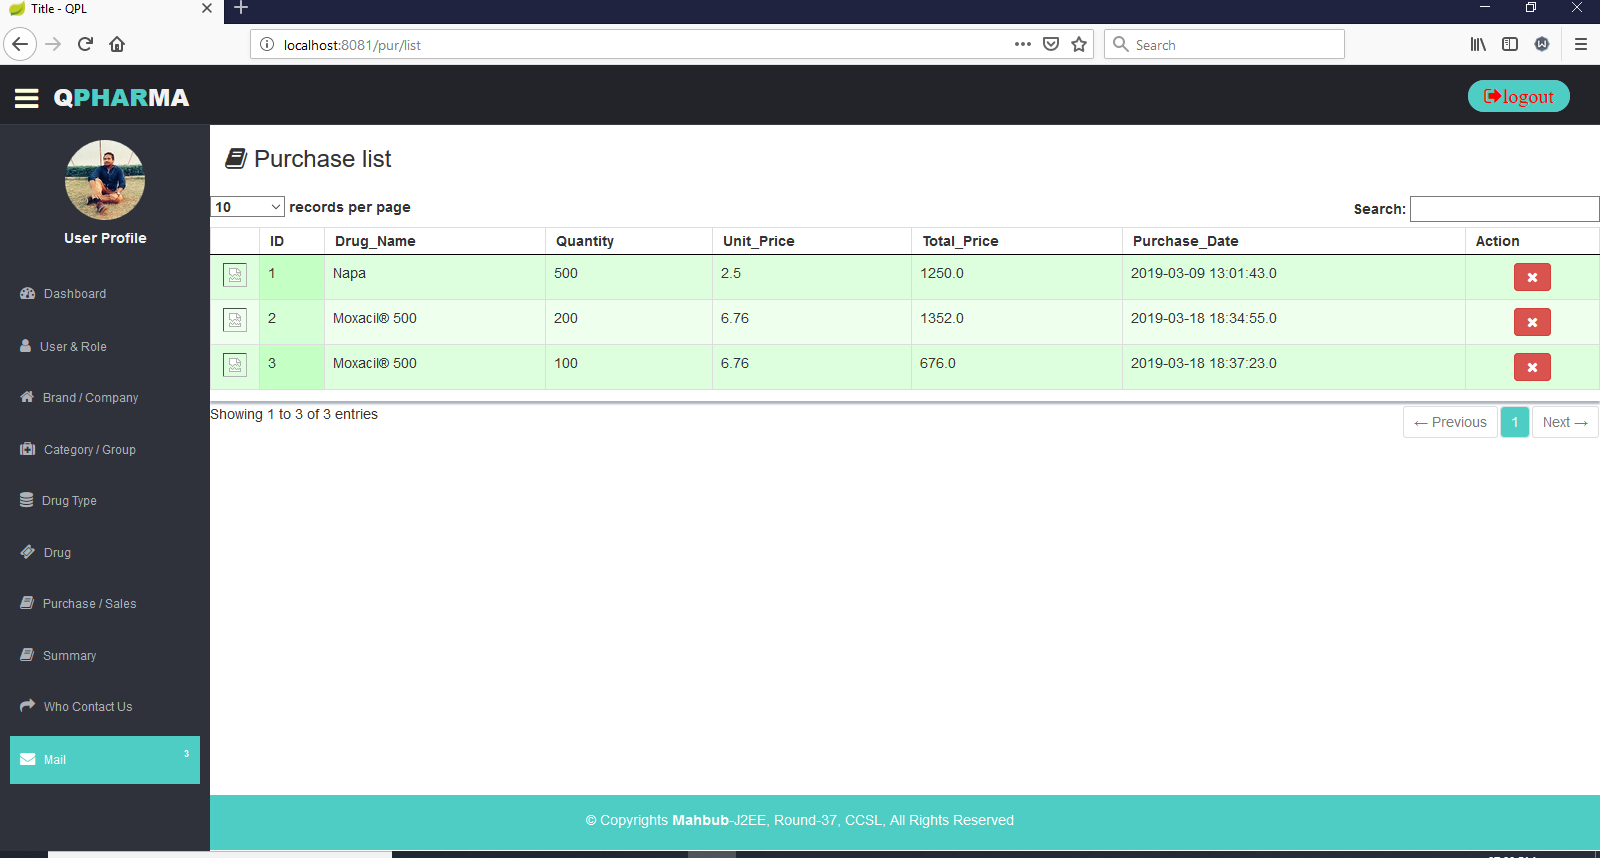 Title - QPL
localhost:8081/pur/list
Search
QPHARMA
logout
User Profile
Dashboard
User & Role
Brand / Company
Category / Group
Drug Type
Drug
Purchase / Sales
Summary
Who Contact Us
Mail 3
Purchase list
10 records per page
Search:
ID Drug_Name Quantity Unit_Price Total_Price Purchase_Date Action
1 Napa 500 2.5 1250.0 2019-03-09 13:01:43.0
2 Moxacil® 500 200 6.76 1352.0 2019-03-18 18:34:55.0
3 Moxacil® 500 100 6.76 676.0 2019-03-18 18:37:23.0
Showing 1 to 3 of 3 entries
← Previous 1 Next →
© Copyrights Mahbub-J2EE, Round-37, CCSL, All Rights Reserved